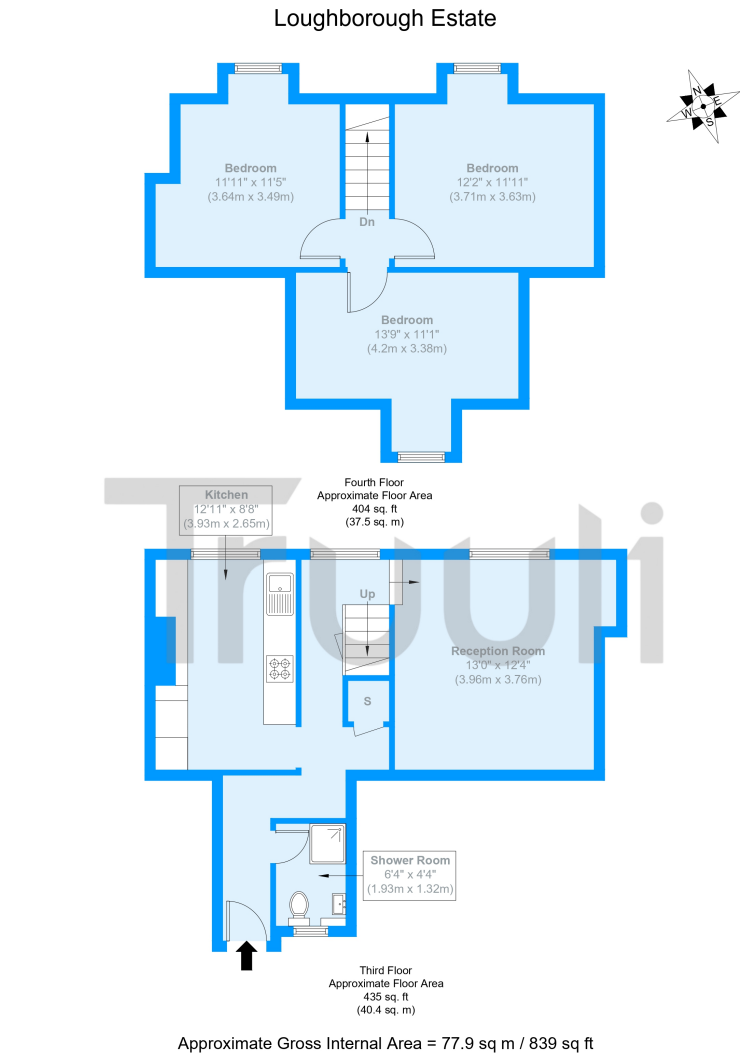 Loughborough Estate
N
E
S
W
Bedroom
11'11" x 11'5"
(3.64m x 3.49m)
Bedroom
12'2" x 11'11"
(3.71m x 3.63m)
Dn
Bedroom
13'9" x 11'1"
(4.2m x 3.38m)
Fourth Floor
Approximate Floor Area
404 sq. ft
(37.5 sq. m)
Kitchen
12'11" x 8'8"
(3.93m x 2.65m)
Truuli
Up
Reception Room
13'0" x 12'4"
(3.96m x 3.76m)
S
Shower Room
6'4" x 4'4"
(1.93m x 1.32m)
Third Floor
Approximate Floor Area
435 sq. ft
(40.4 sq. m)
Approximate Gross Internal Area = 77.9 sq m / 839 sq ft